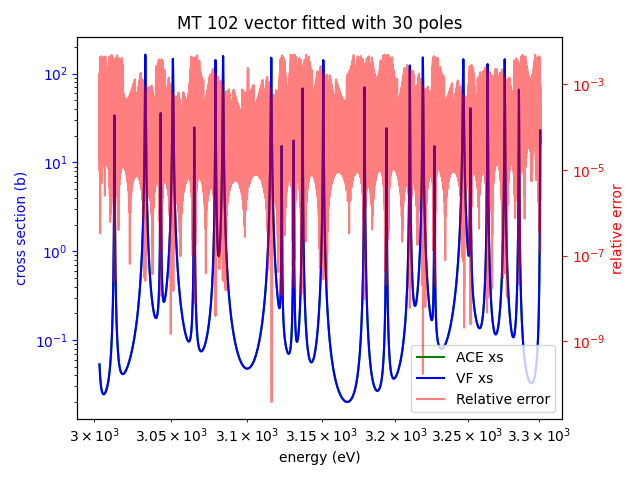 MT 102 vector fitted with 30 poles
cross section (b)
10²
10¹
10⁰
10⁻¹
10⁻³
10⁻⁵
10⁻⁷
10⁻⁹
relative error
ACE xs
VF xs
Relative error
3 × 10³ 3.05 × 10³ 3.1 × 10³ 3.15 × 10³ 3.2 × 10³ 3.25 × 10³ 3.3 × 10³
energy (eV)